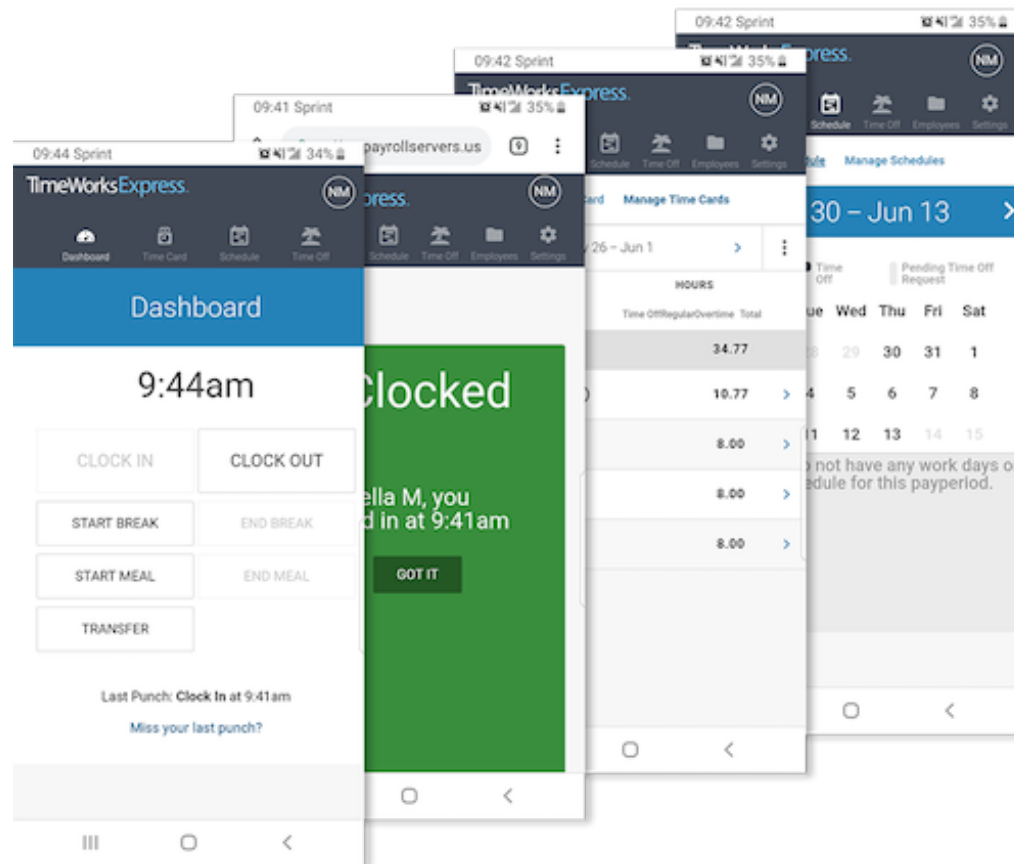 09:44 Sprint 34%
TimeWorksExpress.
NM
Dashboard Time Card Schedule Time Off
Dashboard
9:44am
CLOCK IN CLOCK OUT
START BREAK END BREAK
START MEAL END MEAL
TRANSFER
Last Punch: Clock In at 9:41am
Miss your last punch?
09:41 Sprint 35%
payrollservers.us 9
NM
Schedule Time Off Employees Settings
Clocked
ella M, you
d in at 9:41am
GOT IT
09:42 Sprint 35%
TimeWorksExpress.
NM
Schedule Time Off Employees Settings
Card Manage Time Cards
26 – Jun 1
HOURS
Time Off Regular Overtime Total
34.77
10.77
8.00
8.00
8.00
09:42 Sprint 35%
press.
NM
Schedule Time Off Employees Settings
Manage Schedules
30 – Jun 13
Time
Off
Pending Time Off
Request
ue Wed Thu Fri Sat
28 29 30 31 1
4 5 6 7 8
11 12 13 14 15
not have any work days o
edule for this payperiod.